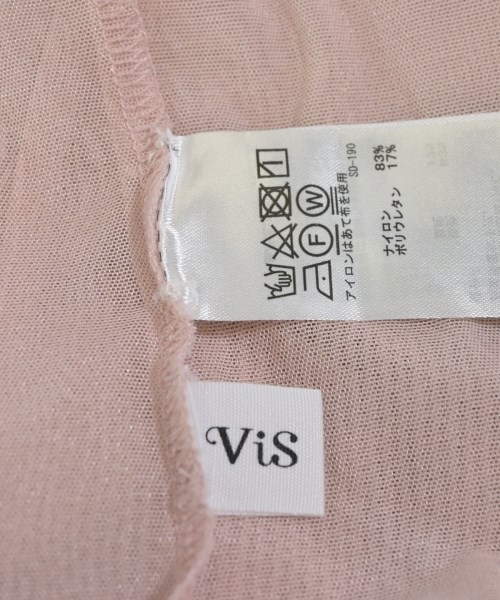 アイロンはあて布を使用
SD-190
ナイロン 83%
ポリウレタン 17%
F
W
ViS